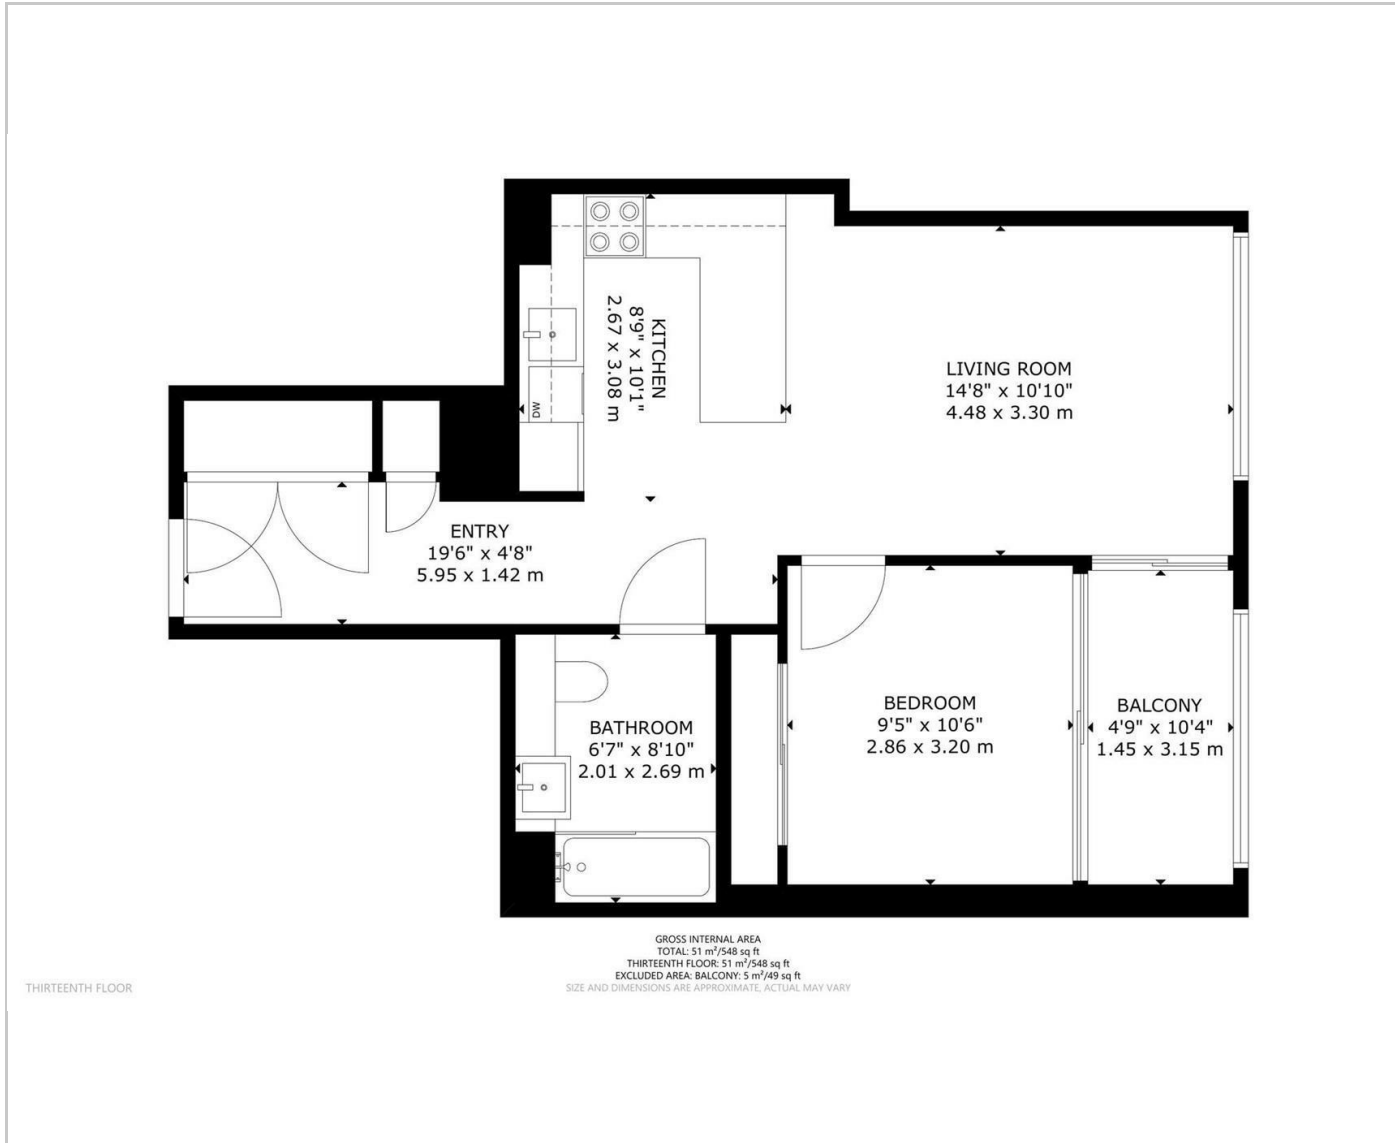 KITCHEN
8'9" x 10'1"
2.67 x 3.08 m
DW
LIVING ROOM
14'8" x 10'10"
4.48 x 3.30 m
ENTRY
19'6" x 4'8"
5.95 x 1.42 m
BATHROOM
6'7" x 8'10"
2.01 x 2.69 m
BEDROOM
9'5" x 10'6"
2.86 x 3.20 m
BALCONY
4'9" x 10'4"
1.45 x 3.15 m
GROSS INTERNAL AREA
TOTAL: 51 m²/548 sq ft
THIRTEENTH FLOOR: 51 m²/548 sq ft
EXCLUDED AREA: BALCONY: 5 m²/49 sq ft
SIZE AND DIMENSIONS ARE APPROXIMATE, ACTUAL MAY VARY
THIRTEENTH FLOOR